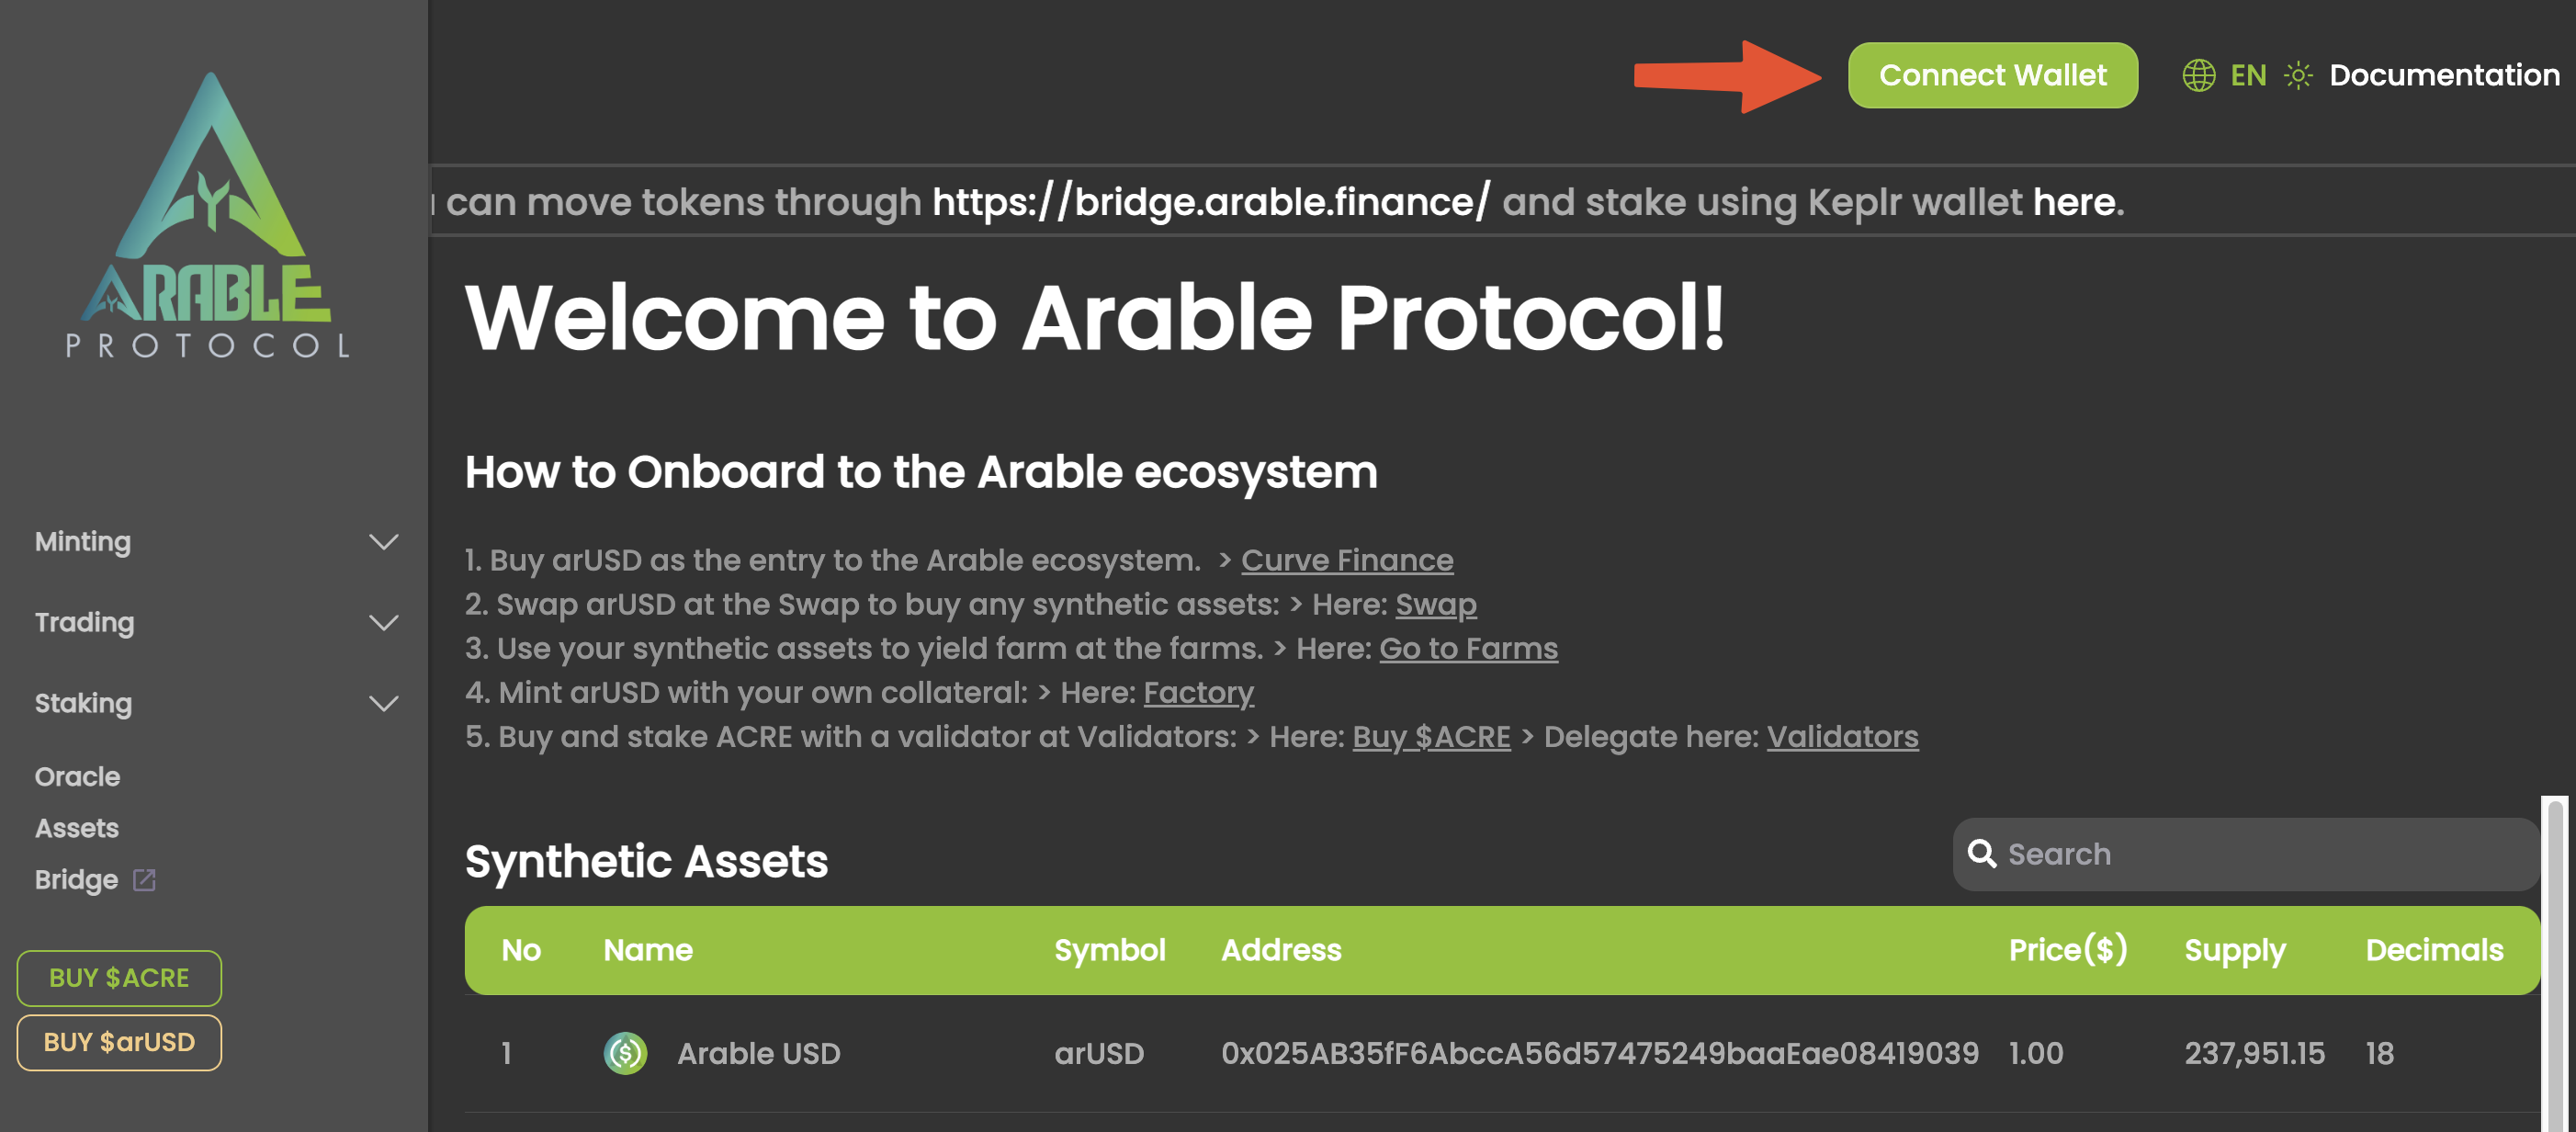 ARABLE
PROTOCOL
Minting
Trading
Staking
Oracle
Assets
Bridge
BUY $ACRE
BUY $arUSD
Connect Wallet
EN
Documentation
can move tokens through https://bridge.arable.finance/ and stake using Keplr wallet here.
Welcome to Arable Protocol!
How to Onboard to the Arable ecosystem
1. Buy arUSD as the entry to the Arable ecosystem. > Curve Finance
2. Swap arUSD at the Swap to buy any synthetic assets: > Here: Swap
3. Use your synthetic assets to yield farm at the farms. > Here: Go to Farms
4. Mint arUSD with your own collateral: > Here: Factory
5. Buy and stake ACRE with a validator at Validators: > Here: Buy $ACRE > Delegate here: Validators
Synthetic Assets
Search
No Name Symbol Address Price($) Supply Decimals
1 Arable USD arUSD 0x025AB35fF6AbccA56d57475249baaEae08419039 1.00 237,951.15 18